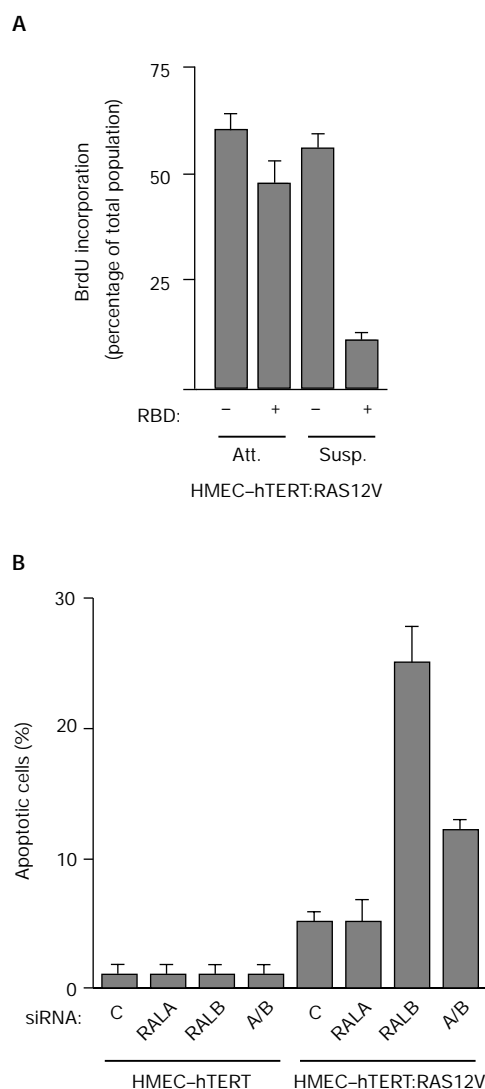 A
BrdU incorporation
(percentage of total population)
75
50
25
RBD: – + – +
Att. Susp.
HMEC–hTERT:RAS12V
B
Apoptotic cells (%)
30
20
10
0
siRNA: C RALA RALB A/B C RALA RALB A/B
HMEC–hTERT HMEC–hTERT:RAS12V